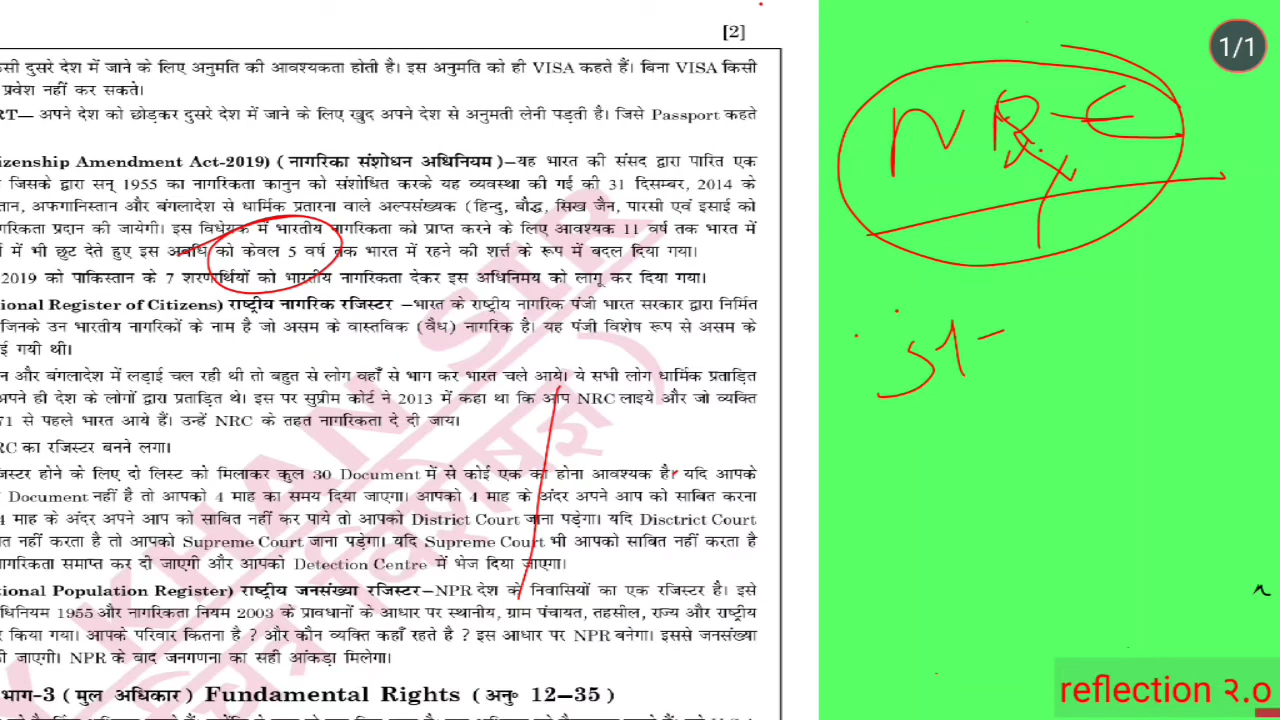 [2]
सी दुसरे देश में जाने के लिए अनुमति की आवश्यकता होती है। इस अनुमति को ही VISA कहते हैं। बिना VISA किसी
प्रवेश नहीं कर सकते।
RT– अपने देश को छोड़कर दुसरे देश में जाने के लिए खुद अपने देश से अनुमती लेनी पड़ती है। जिसे Passport कहते
izenship Amendment Act-2019) ( नागरिका संशोधन अधिनियम )–यह भारत की संसद द्वारा पारित एक
जिसके द्वारा सन् 1955 का नागरिकता कानुन को संशोधित करके यह व्यवस्था की गई की 31 दिसम्बर, 2014 के
तान, अफगानिस्तान और बंगलादेश से धार्मिक प्रतारना वाले अल्पसंख्यक (हिन्दु, बौद्ध, सिख जैन, पारसी एवं इसाई को
गरिकता प्रदान की जायेगी। इस विधेयक में भारतीय नागरिकता को प्राप्त करने के लिए आवश्यक 11 वर्ष तक भारत में
में भी छुट देते हुए इस अवधि को केवल 5 वर्ष तक भारत में रहने की शर्त्त के रूप में बदल दिया गया।
2019 को पाकिस्तान के 7 शरणार्थियों को भारतीय नागरिकता देकर इस अधिनिमय को लागू कर दिया गया।
ional Register of Citizens) राष्ट्रीय नागरिक रजिस्टर –भारत के राष्ट्रीय नागरिक पंजी भारत सरकार द्वारा निर्मित
जिनके उन भारतीय नागरिकों के नाम है जो असम के वास्तविक (वैध) नागरिक है। यह पंजी विशेष रूप से असम के
ई गयी थी।
न और बंगलादेश में लड़ाई चल रही थी तो बहुत से लोग वहाँ से भाग कर भारत चले आये। ये सभी लोग धार्मिक प्रताड़ित
अपने ही देश के लोगों द्वारा प्रताड़ित थे। इस पर सुप्रीम कोर्ट ने 2013 में कहा था कि आप NRC लाइये और जो व्यक्ति
71 से पहले भारत आये हैं। उन्हें NRC के तहत नागरिकता दे दी जाय।
RC का रजिस्टर बनने लगा।
जिस्टर होने के लिए दो लिस्ट को मिलाकर कुल 30 Document में से कोई एक का होना आवश्यक है। यदि आपके
Document नहीं है तो आपको 4 माह का समय दिया जाएगा। आपको 4 माह के अंदर अपने आप को साबित करना
4 माह के अंदर अपने आप को साबित नहीं कर पाये तो आपको District Court जाना पड़ेगा। यदि Disctrict Court
त नहीं करता है तो आपको Supreme Court जाना पड़ेगा। यदि Supreme Court भी आपको साबित नहीं करता है
गरिकता समाप्त कर दी जाएगी और आपको Detection Centre में भेज दिया जाएगा।
tional Population Register) राष्ट्रीय जनसंख्या रजिस्टर–NPR देश के निवासियों का एक रजिस्टर है। इसे
धिनियम 1955 और नागरिकता नियम 2003 के प्रावधानों के आधार पर स्थानीय, ग्राम पंचायत, तहसील, राज्य और राष्ट्रीय
र किया गया। आपके परिवार कितना है ? और कौन व्यक्ति कहाँ रहते है ? इस आधार पर NPR बनेगा। इससे जनसंख्या
की जाएगी। NPR के बाद जनगणना का सही आंकड़ा मिलेगा।
भाग-3 ( मुल अधिकार ) Fundamental Rights ( अनु० 12–35 )
KHAN SIR
1/1
reflection २.०